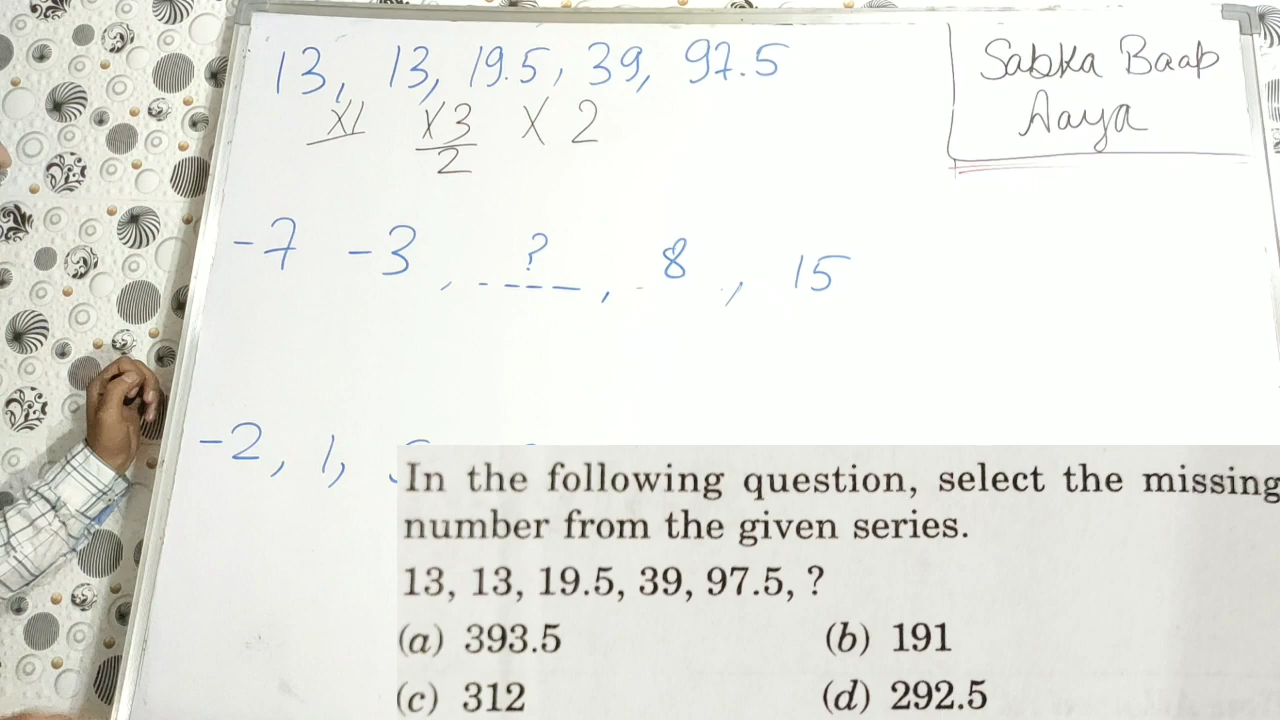 13, 13, 19.5, 39, 97.5
×1 ×3/2 ×2
Sabka Baap
Aaya
-7 -3, ----?, 8, 15
-2, 1,
In the following question, select the missing
number from the given series.
13, 13, 19.5, 39, 97.5, ?
(a) 393.5 (b) 191
(c) 312 (d) 292.5